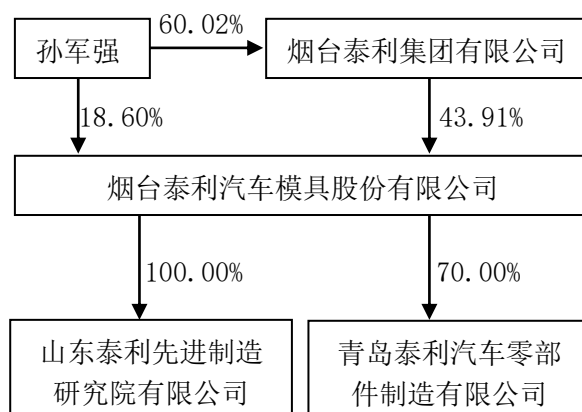 60.02%
孙军强
烟台泰利集团有限公司
18.60%
43.91%
烟台泰利汽车模具股份有限公司
100.00%
70.00%
山东泰利先进制造
研究院有限公司
青岛泰利汽车零部
件制造有限公司